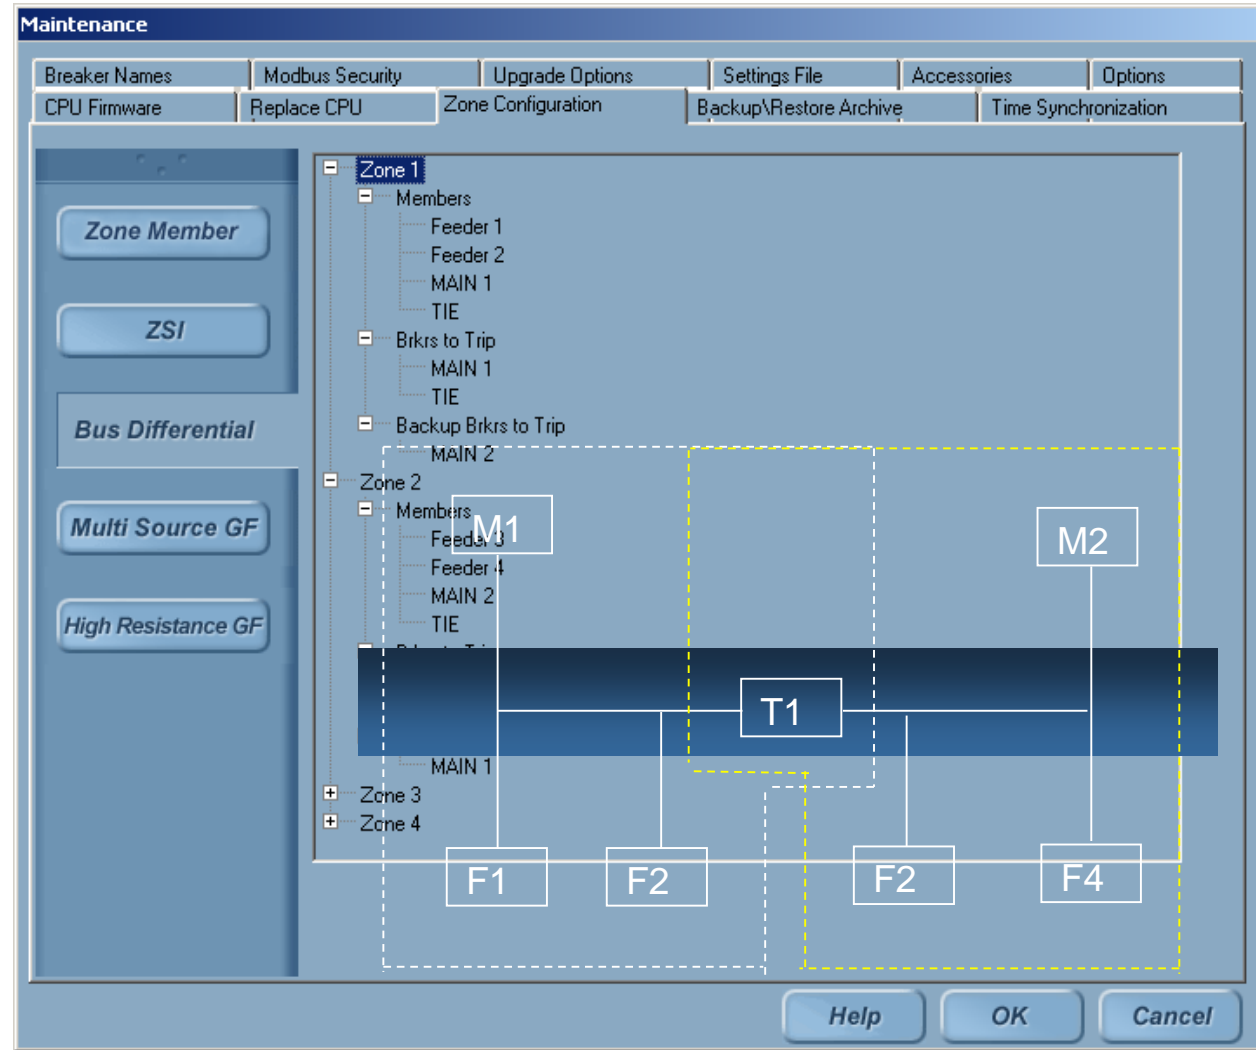 Maintenance
Breaker Names
Modbus Security
Upgrade Options
Settings File
Accessories
Options
CPU Firmware
Replace CPU
Zone Configuration
Backup\Restore Archive
Time Synchronization
Zone Member
ZSI
Bus Differential
Multi Source GF
High Resistance GF
Zone 1
Members
Feeder 1
Feeder 2
MAIN 1
TIE
Brkrs to Trip
MAIN 1
TIE
Backup Brkrs to Trip
MAIN 2
Zone 2
Members
Feeder 3
Feeder 4
MAIN 2
TIE
MAIN 1
Zone 3
Zone 4
M1
M2
T1
F1
F2
F2
F4
Help
OK
Cancel